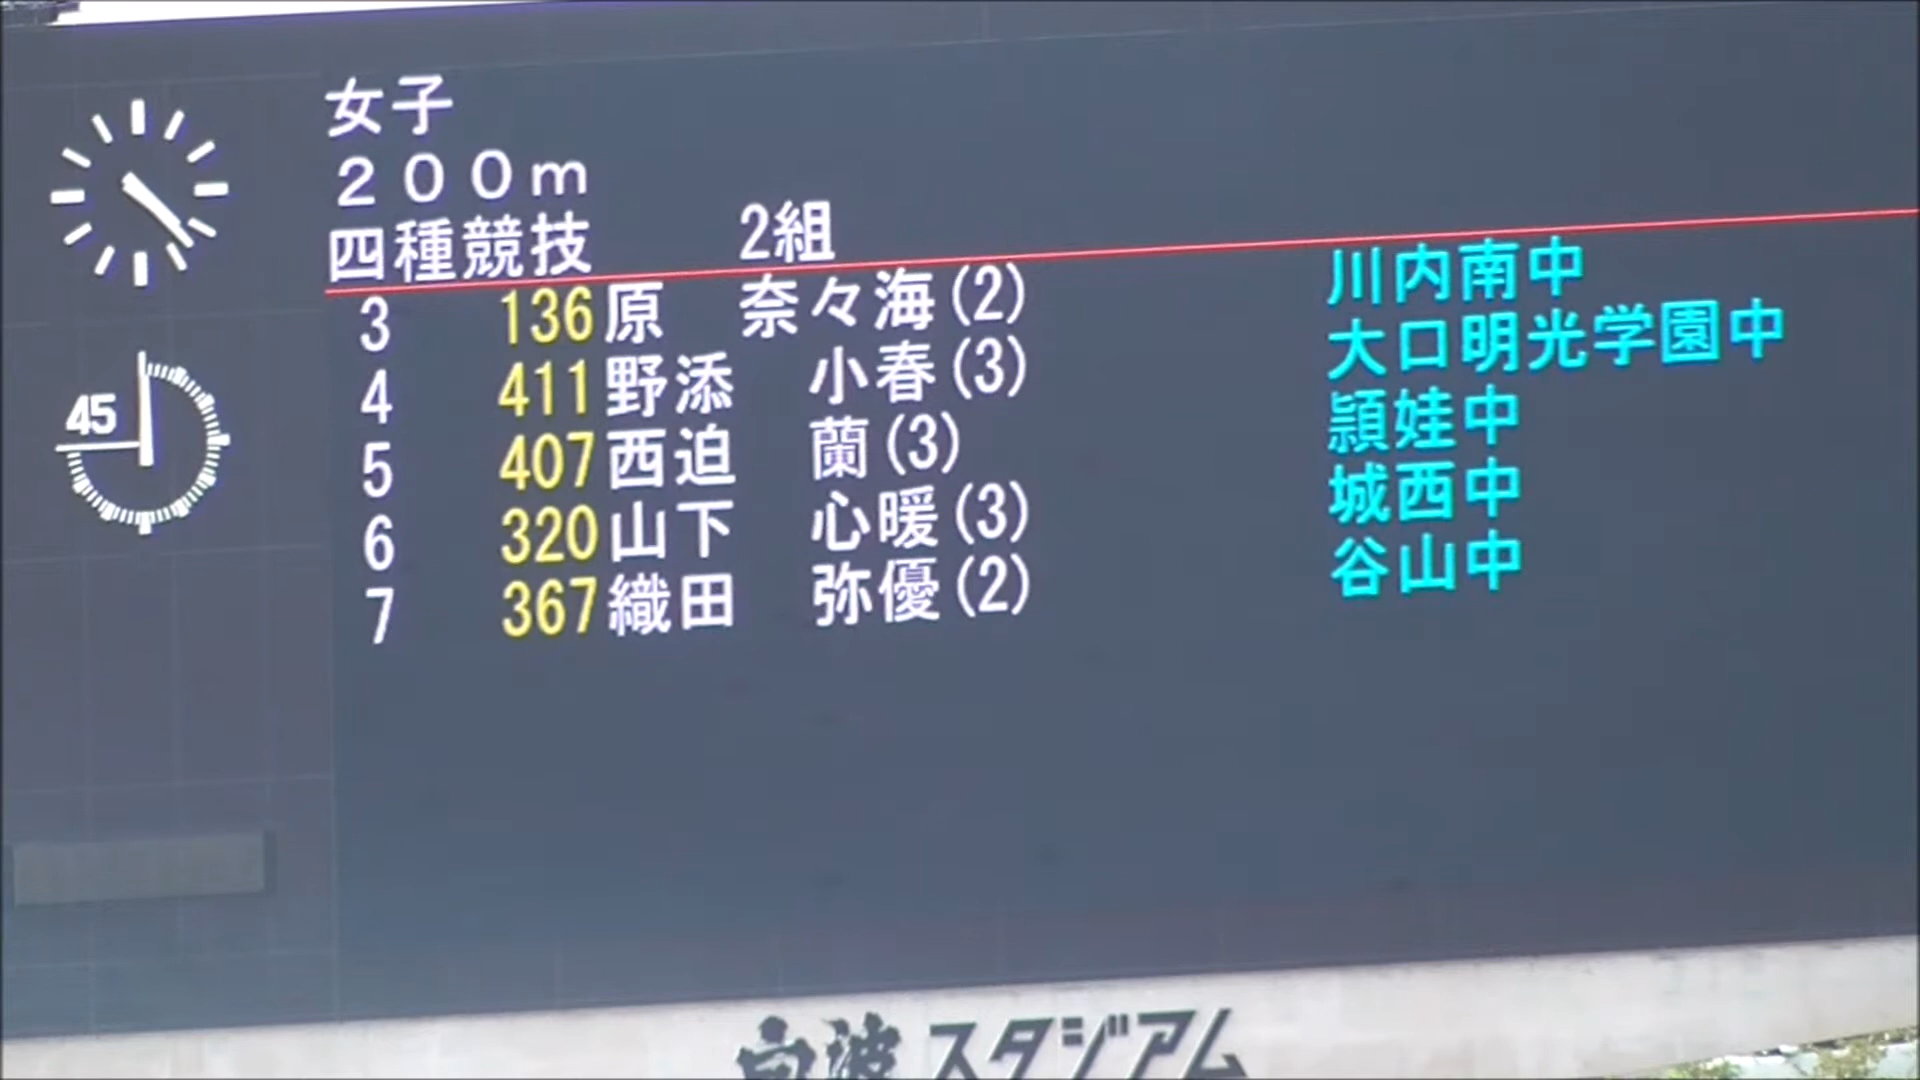 女子
２００ｍ
四種競技 2組
3 136 原 奈々海(2) 川内南中
4 411 野添 小春(3) 大口明光学園中
5 407 西迫 蘭(3) 頴娃中
6 320 山下 心暖(3) 城西中
7 367 織田 弥優(2) 谷山中
45
白波スタジアム